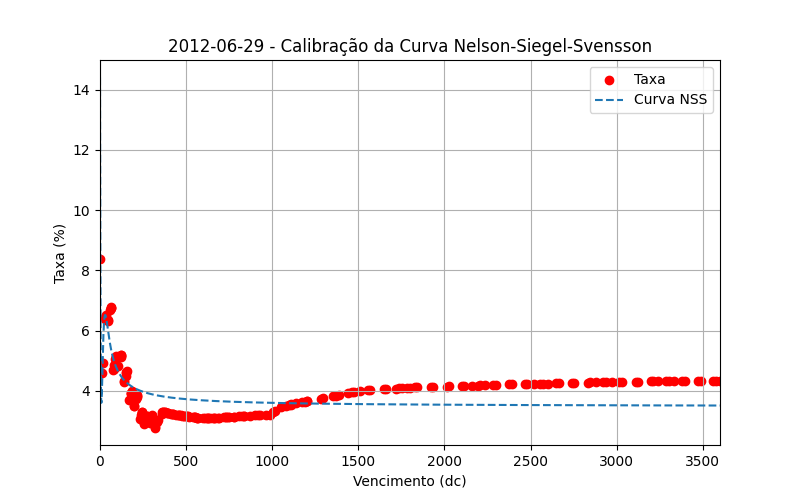 2012-06-29 - Calibração da Curva Nelson-Siegel-Svensson
Taxa
Curva NSS
Taxa (%)
14
12
10
8
6
4
0 500 1000 1500 2000 2500 3000 3500
Vencimento (dc)